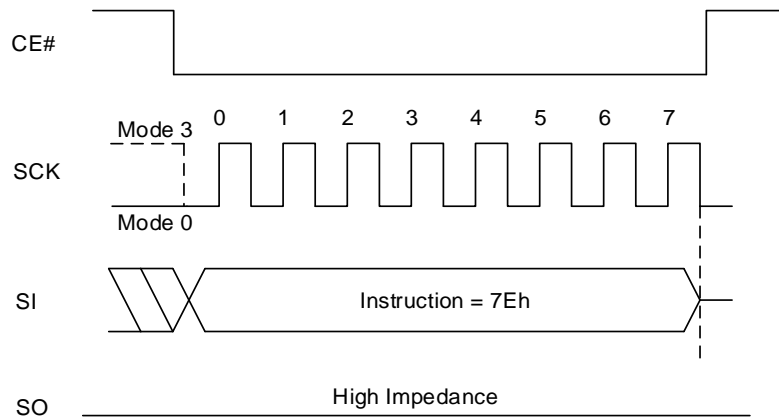 CE#
0 1 2 3 4 5 6 7
Mode 3
SCK
Mode 0
SI
Instruction = 7Eh
High Impedance
SO